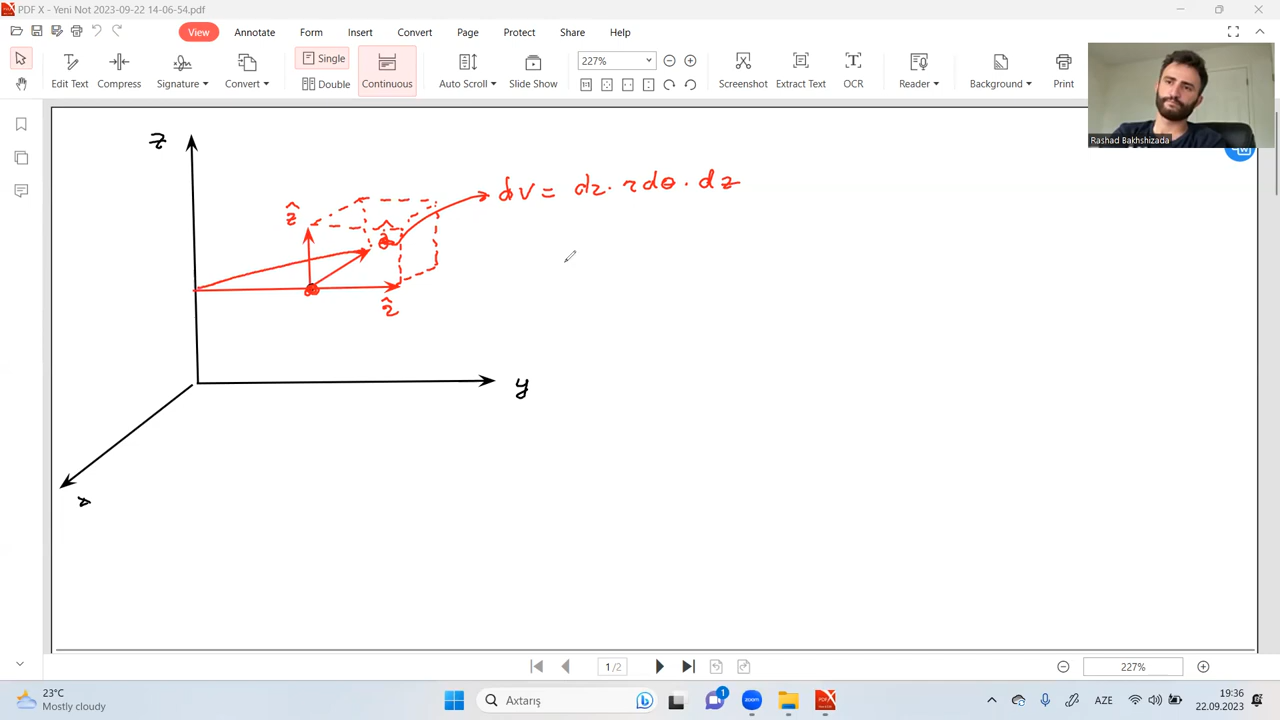 PDF X - Yeni Not 2023-09-22 14-06-54.pdf
View Annotate Form Insert Convert Page Protect Share Help
Edit Text Compress Signature Convert Single Double Continuous Auto Scroll Slide Show 227% Screenshot Extract Text OCR Reader Background Print
Rashad Bakhshizada
z
dV = dr. rdθ. dz
ẑ
θ̂
r̂
y
x
1/2
227%
23°C
Mostly cloudy
Axtarış
1
AZE
19:36
22.09.2023